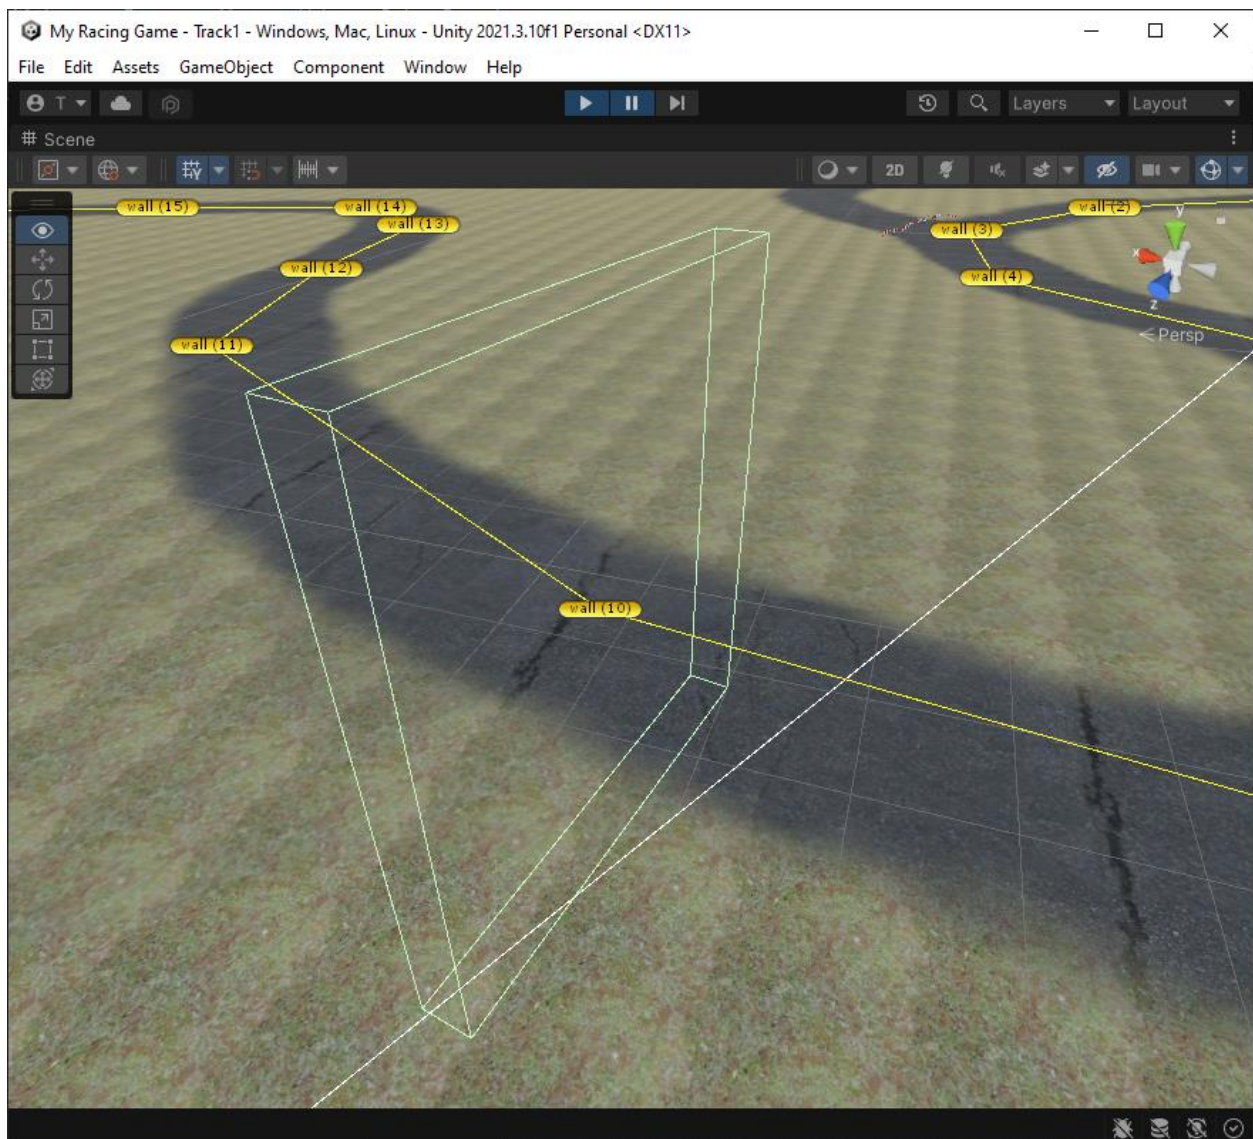 My Racing Game - Track1 - Windows, Mac, Linux - Unity 2021.3.10f1 Personal <DX11>
File Edit Assets GameObject Component Window Help
T Layers Layout
Scene
2D
wall (15) wall (14) wall (2)
wall (13) wall (3)
y
wall (12) wall (4)
x
z
wall (11) < Persp
wall (10)